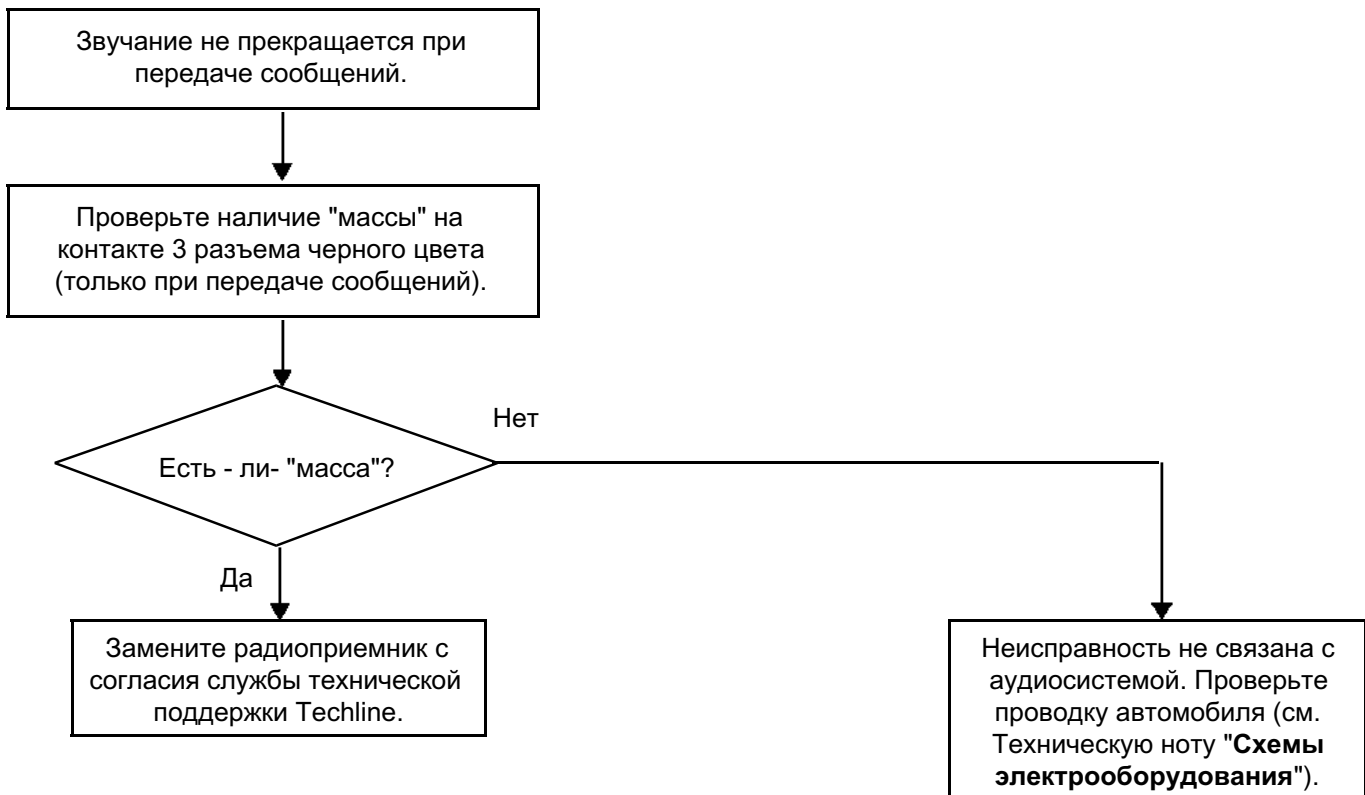 Звучание не прекращается при
передаче сообщений.
Проверьте наличие "массы" на
контакте 3 разъема черного цвета
(только при передаче сообщений).
Есть - ли- "масса"?
Нет
Да
Замените радиоприемник с
согласия службы технической
поддержки Techline.
Неисправность не связана с
аудиосистемой. Проверьте
проводку автомобиля (см.
Техническую ноту "Схемы
электрооборудования").